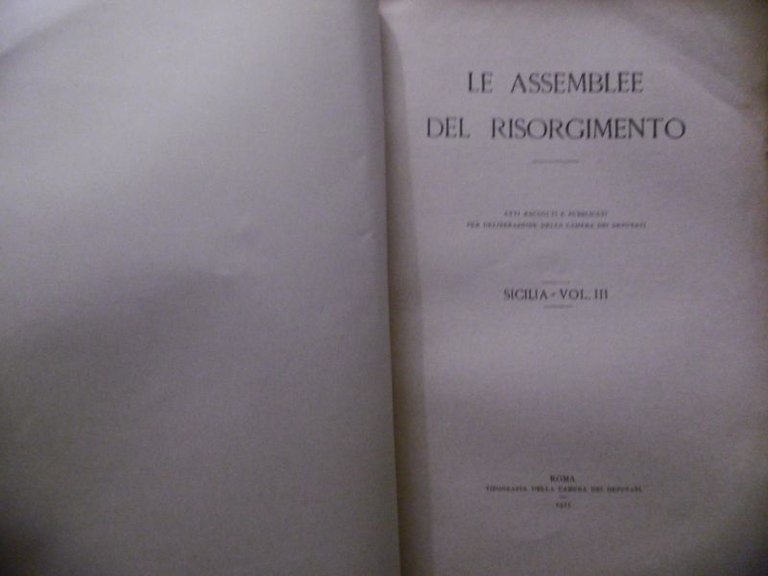 LE ASSEMBLEE
DEL RISORGIMENTO
ATTI RACCOLTI E PUBBLICATI
PER DELIBERAZIONE DELLA CAMERA DEI DEPUTATI
SICILIA - VOL. III
ROMA
TIPOGRAFIA DELLA CAMERA DEI DEPUTATI